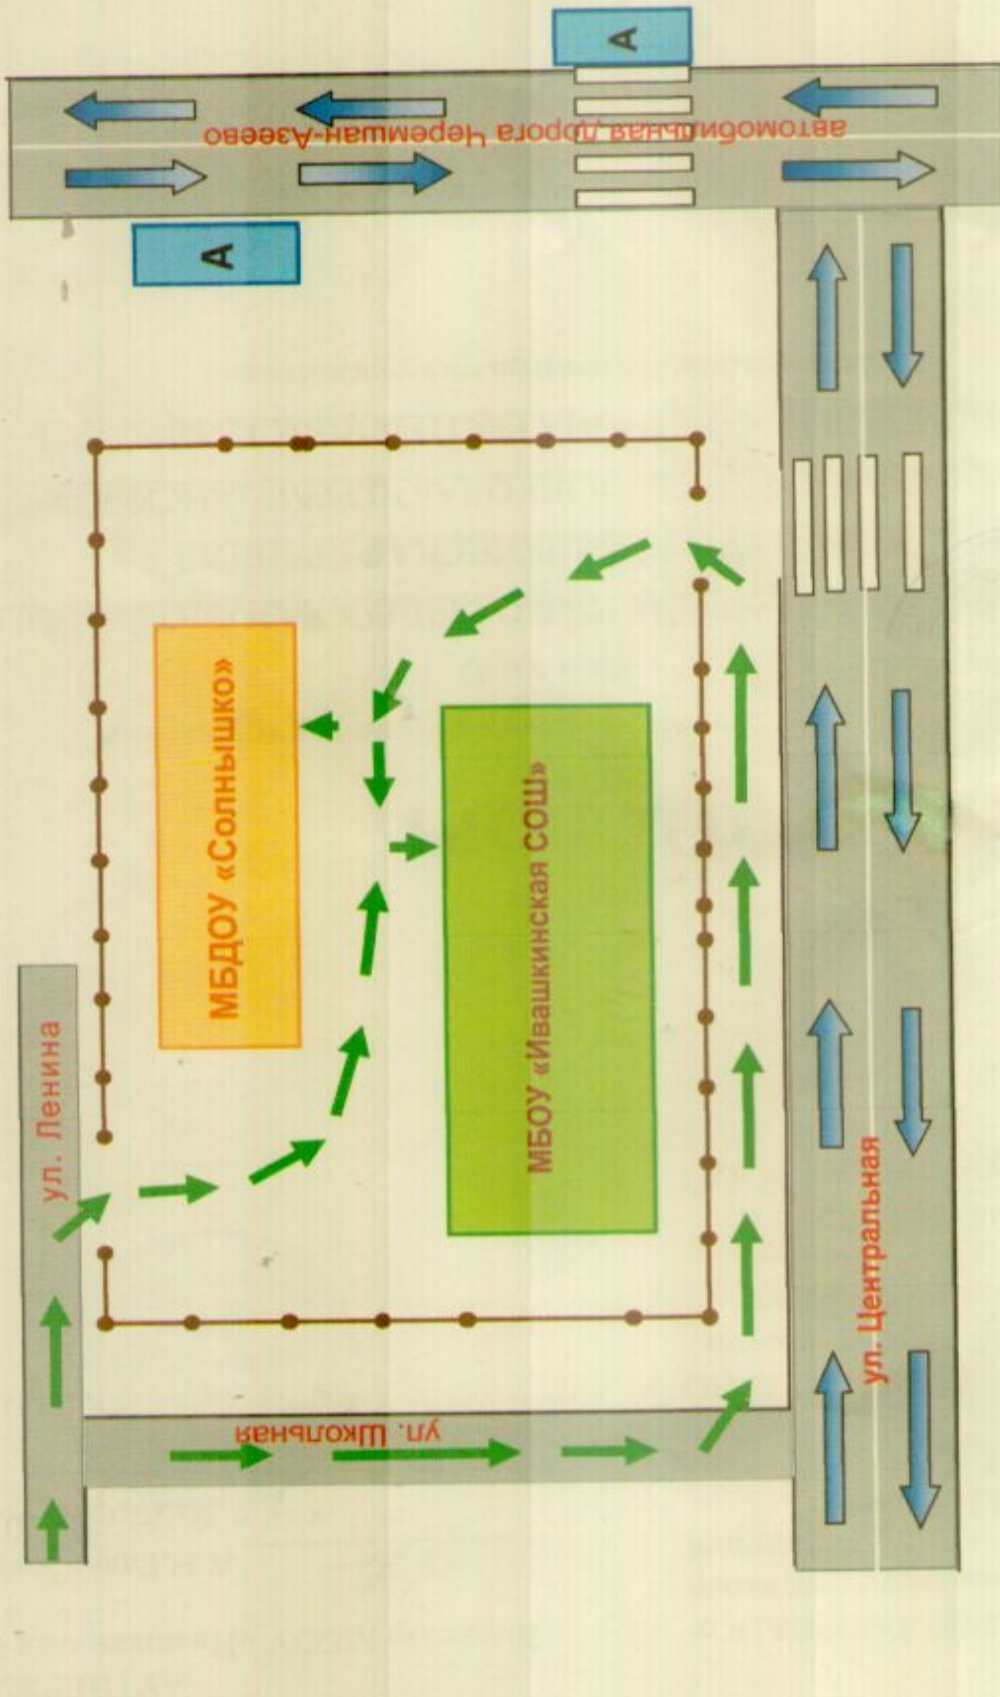 А
автомобильная дорога Черемшан-Азеево
А
МБДОУ «Солнышко»
МБОУ «Ивашкинская СОШ»
ул. Ленина
ул. Центральная
ул. Школьная